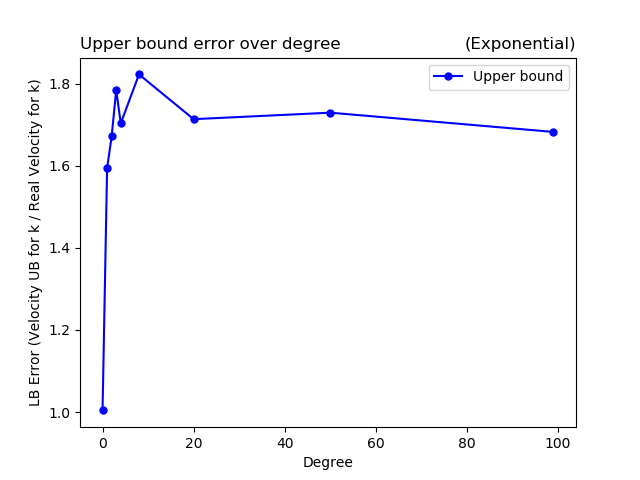 Upper bound error over degree (Exponential)
Upper bound
LB Error (Velocity UB for k / Real Velocity for k)
1.8
1.6
1.4
1.2
1.0
0 20 40 60 80 100
Degree